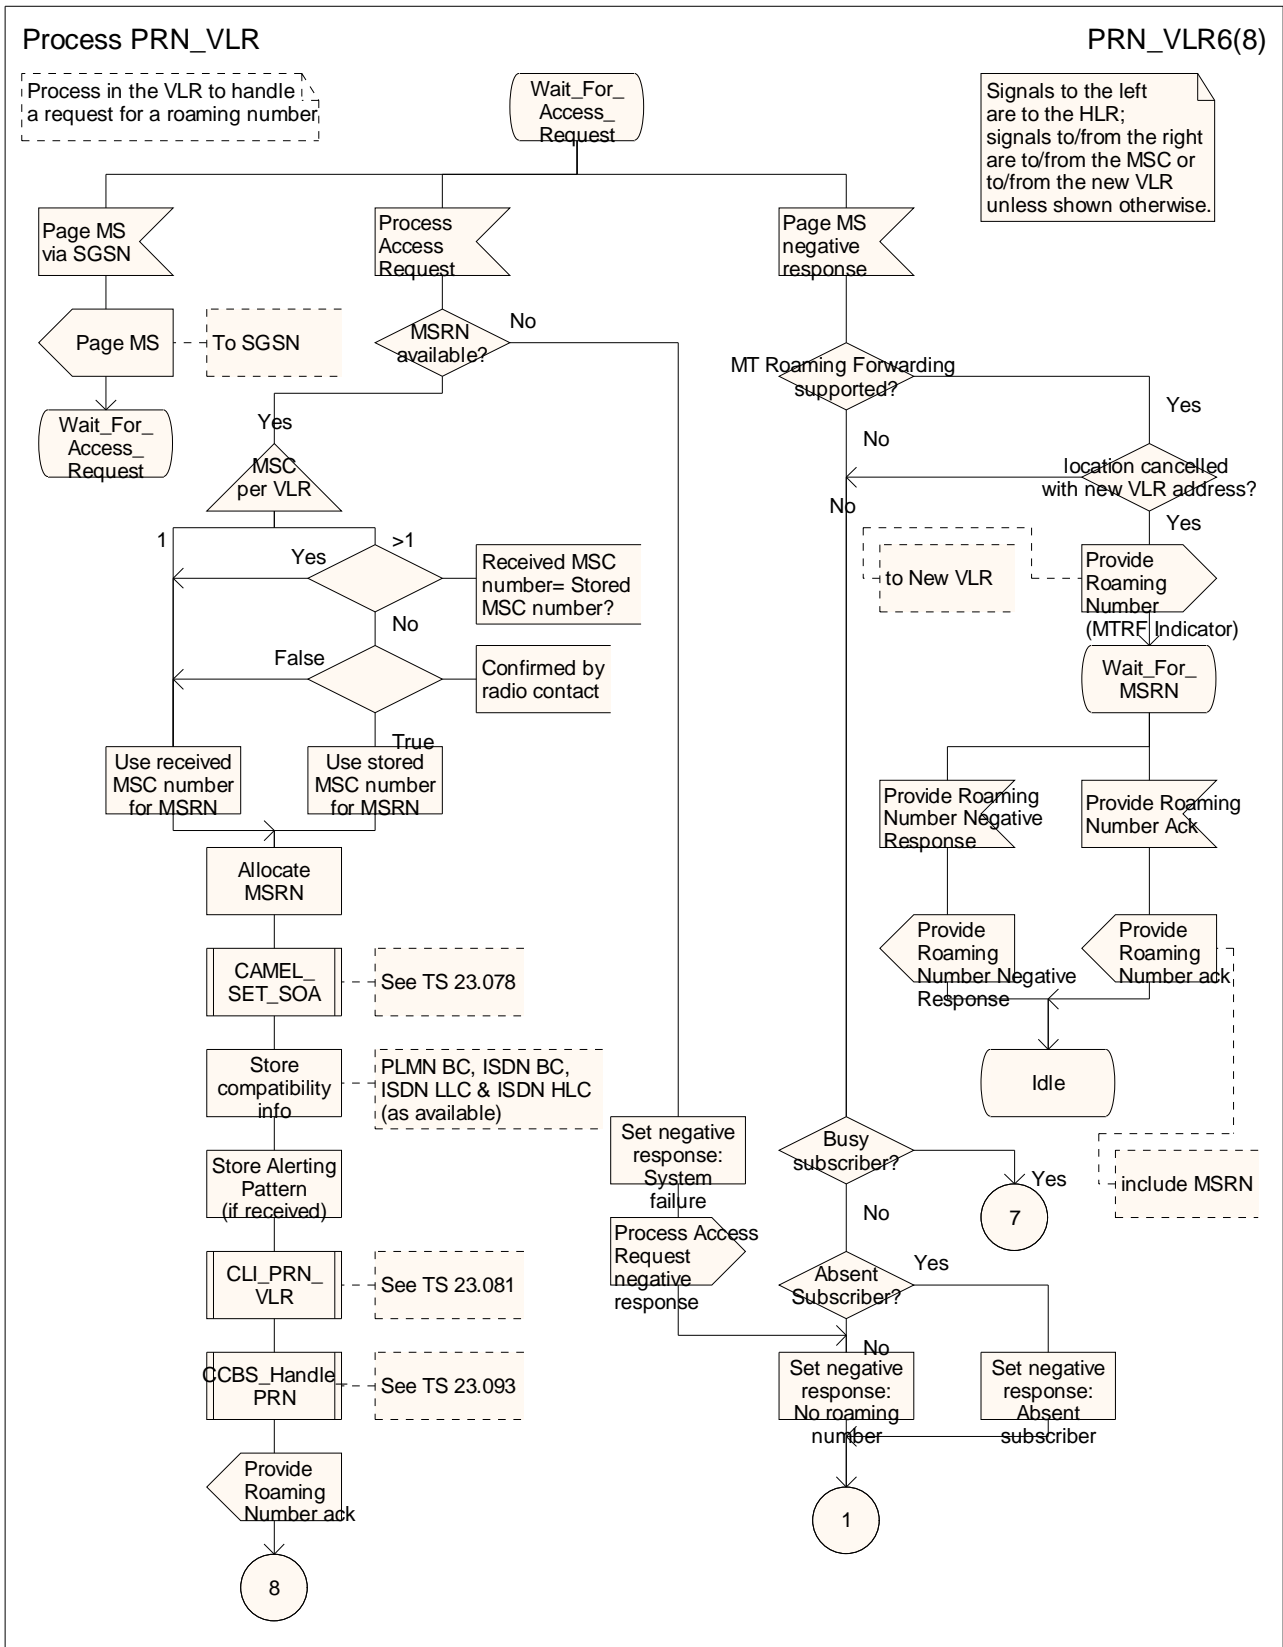 Process PRN_VLR
PRN_VLR6(8)
Process in the VLR to handle
a request for a roaming number
Wait_For_
Access_
Request
Signals to the left
are to the HLR;
signals to/from the right
are to/from the MSC or
to/from the new VLR
unless shown otherwise.
Page MS
via SGSN
Process
Access
Request
Page MS
negative
response
Page MS
To SGSN
MSRN
available?
No
Yes
MT Roaming Forwarding
supported?
Yes
No
Wait_For_
Access_
Request
MSC
per VLR
location cancelled
with new VLR address?
No
Yes
1
>1
Yes
Received MSC
number= Stored
MSC number?
No
to New VLR
Provide
Roaming
Number
(MTRF Indicator)
False
Confirmed by
radio contact
True
Wait_For_
MSRN
Use received
MSC number
for MSRN
Use stored
MSC number
for MSRN
Provide Roaming
Number Negative
Response
Provide Roaming
Number Ack
Allocate
MSRN
Provide
Roaming
Number Negative
Response
Provide
Roaming
Number ack
CAMEL_
SET_SOA
See TS 23.078
Store
compatibility
info
PLMN BC, ISDN BC,
ISDN LLC & ISDN HLC
(as available)
Idle
Set negative
response:
System
failure
Busy
subscriber?
Yes
No
7
include MSRN
Store Alerting
Pattern
(if received)
Process Access
Request
negative
response
CLI_PRN_
VLR
See TS 23.081
Absent
Subscriber?
Yes
No
CCBS_Handle_
PRN
See TS 23.093
Set negative
response:
No roaming
number
Set negative
response:
Absent
subscriber
Provide
Roaming
Number ack
1
8